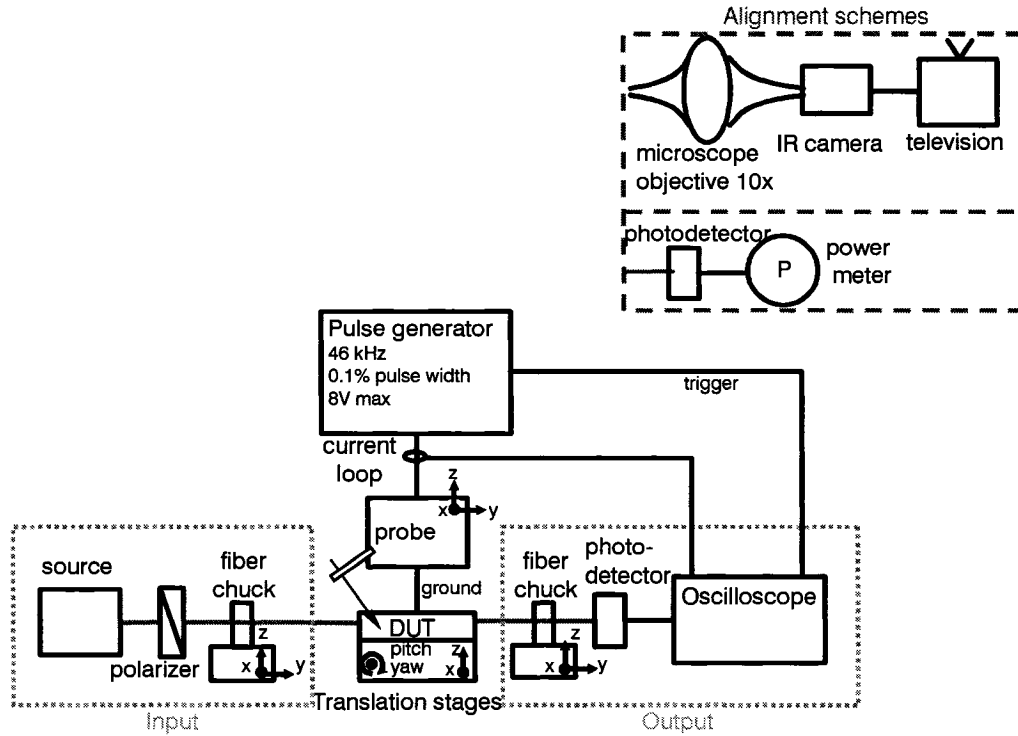 Alignment schemes
microscope
objective 10x
IR camera
television
photodetector
P
power
meter
Pulse generator
46 kHz
0.1% pulse width
8V max
trigger
current
loop
z
x
y
probe
ground
source
polarizer
fiber
chuck
z
x
y
Input
DUT
pitch
yaw
z
x
Translation stages
fiber
chuck
z
x
y
photo-
detector
Oscilloscope
Output